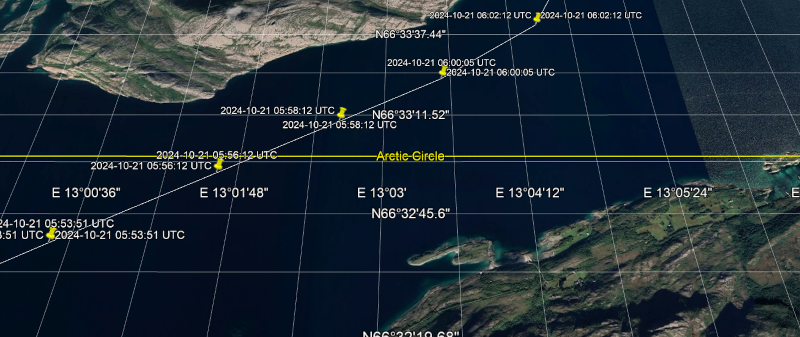 2024-10-21 06:02:12 UTC
2024-10-21 06:02:12 UTC
N66°33'37.44"
2024-10-21 06:00:05 UTC
2024-10-21 06:00:05 UTC
2024-10-21 05:58:12 UTC
N66°33'11.52"
2024-10-21 05:58:12 UTC
2024-10-21 05:56:12 UTC
Arctic Circle
2024-10-21 05:56:12 UTC
E 13°00'36"
E 13°01'48"
E 13°03'
E 13°04'12"
E 13°05'24"
E
N66°32'45.6"
24-10-21 05:53:51 UTC
3:51 UTC
2024-10-21 05:53:51 UTC
N66°32'19.68"